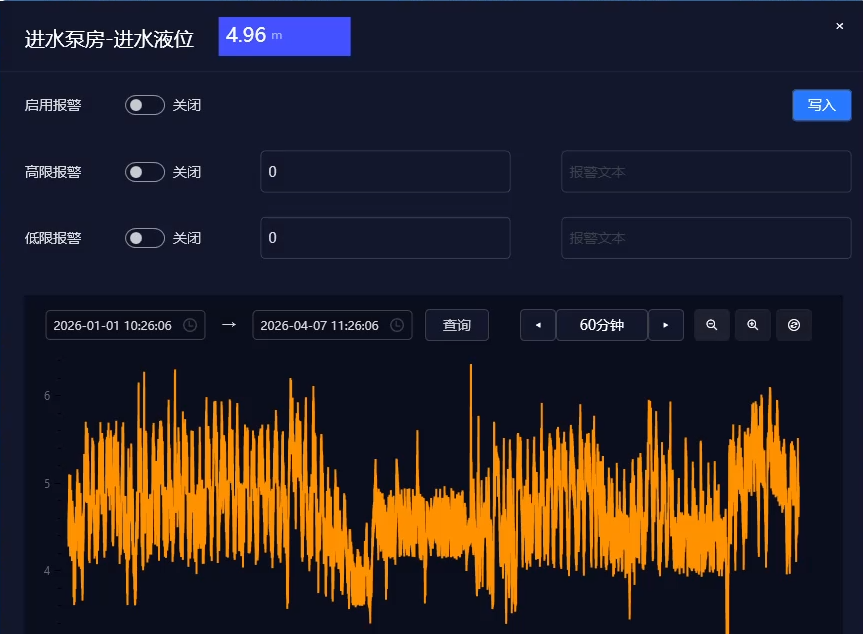 进水泵房-进水液位 4.96 m ×
启用报警 关闭 写入
高限报警 关闭 0 报警文本
低限报警 关闭 0 报警文本
2026-01-01 10:26:06 → 2026-04-07 11:26:06 查询 60分钟
6
5
4